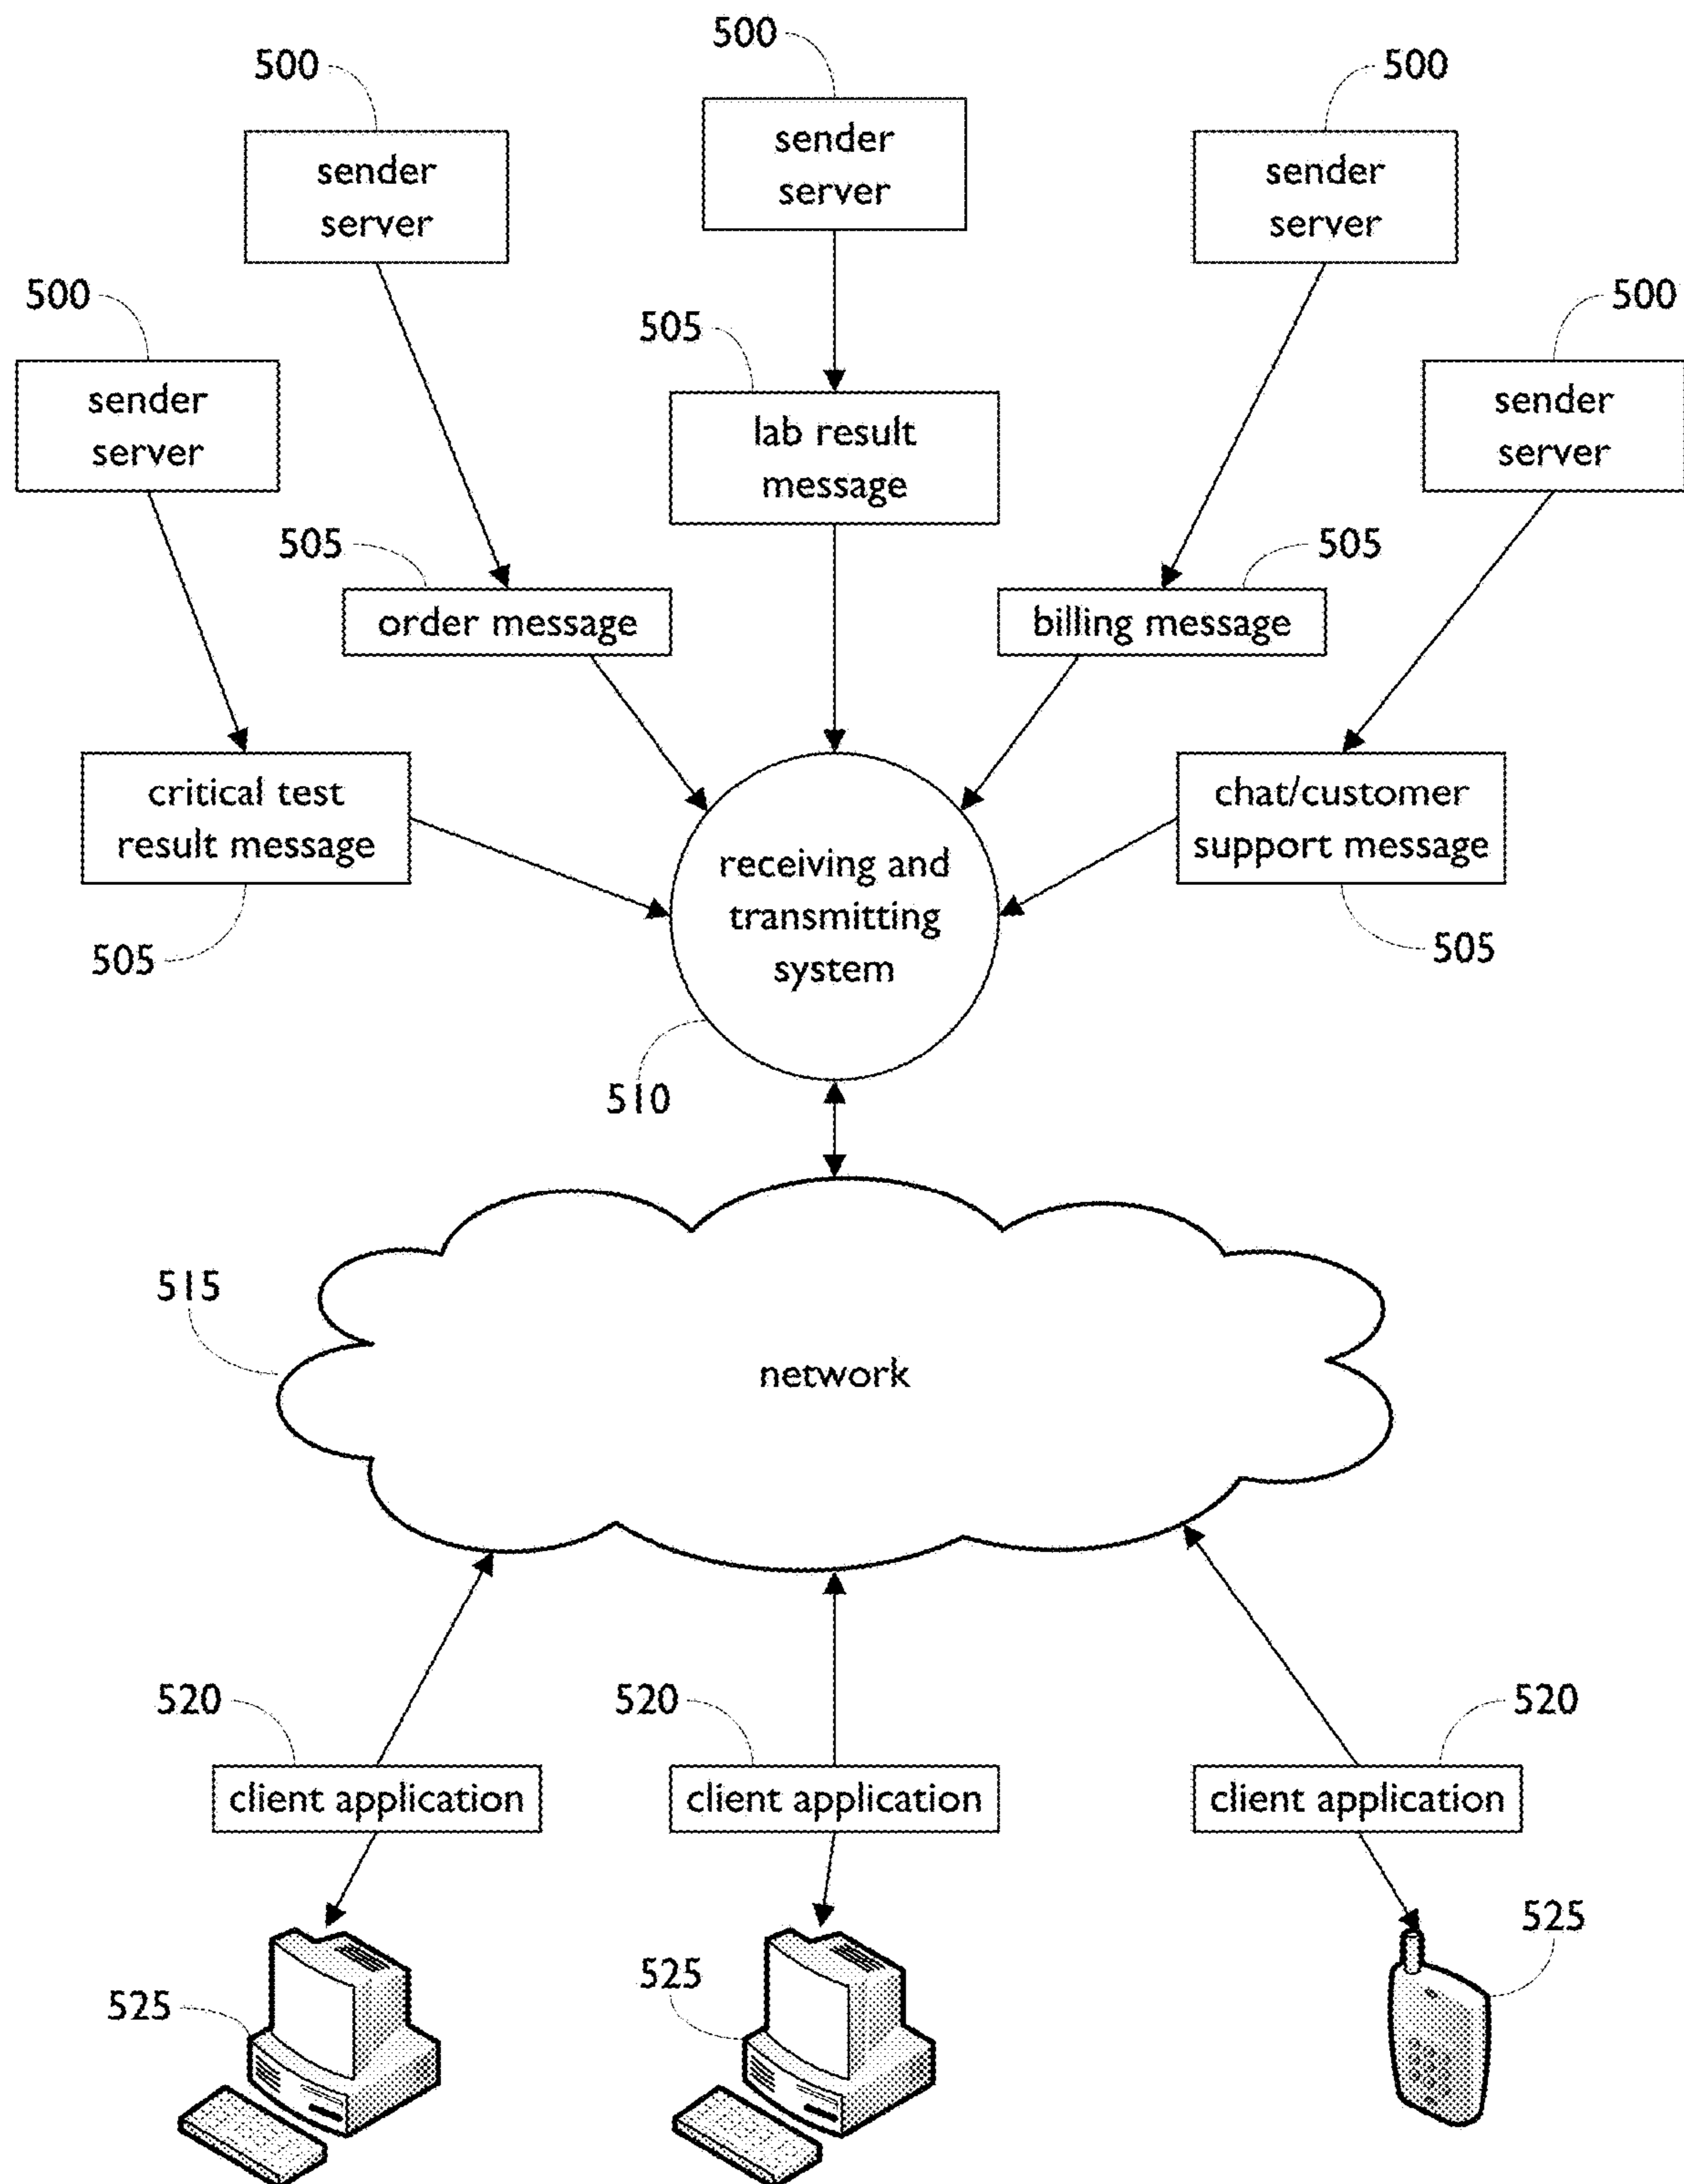 500
500
500
sender
server
sender
server
sender
server
500
500
505
sender
server
lab result
message
sender
server
505
505
order message
billing message
critical test
result message
chat/customer
support message
receiving and
transmitting
system
505
505
510
515
network
520
520
520
client application
client application
client application
525
525
525